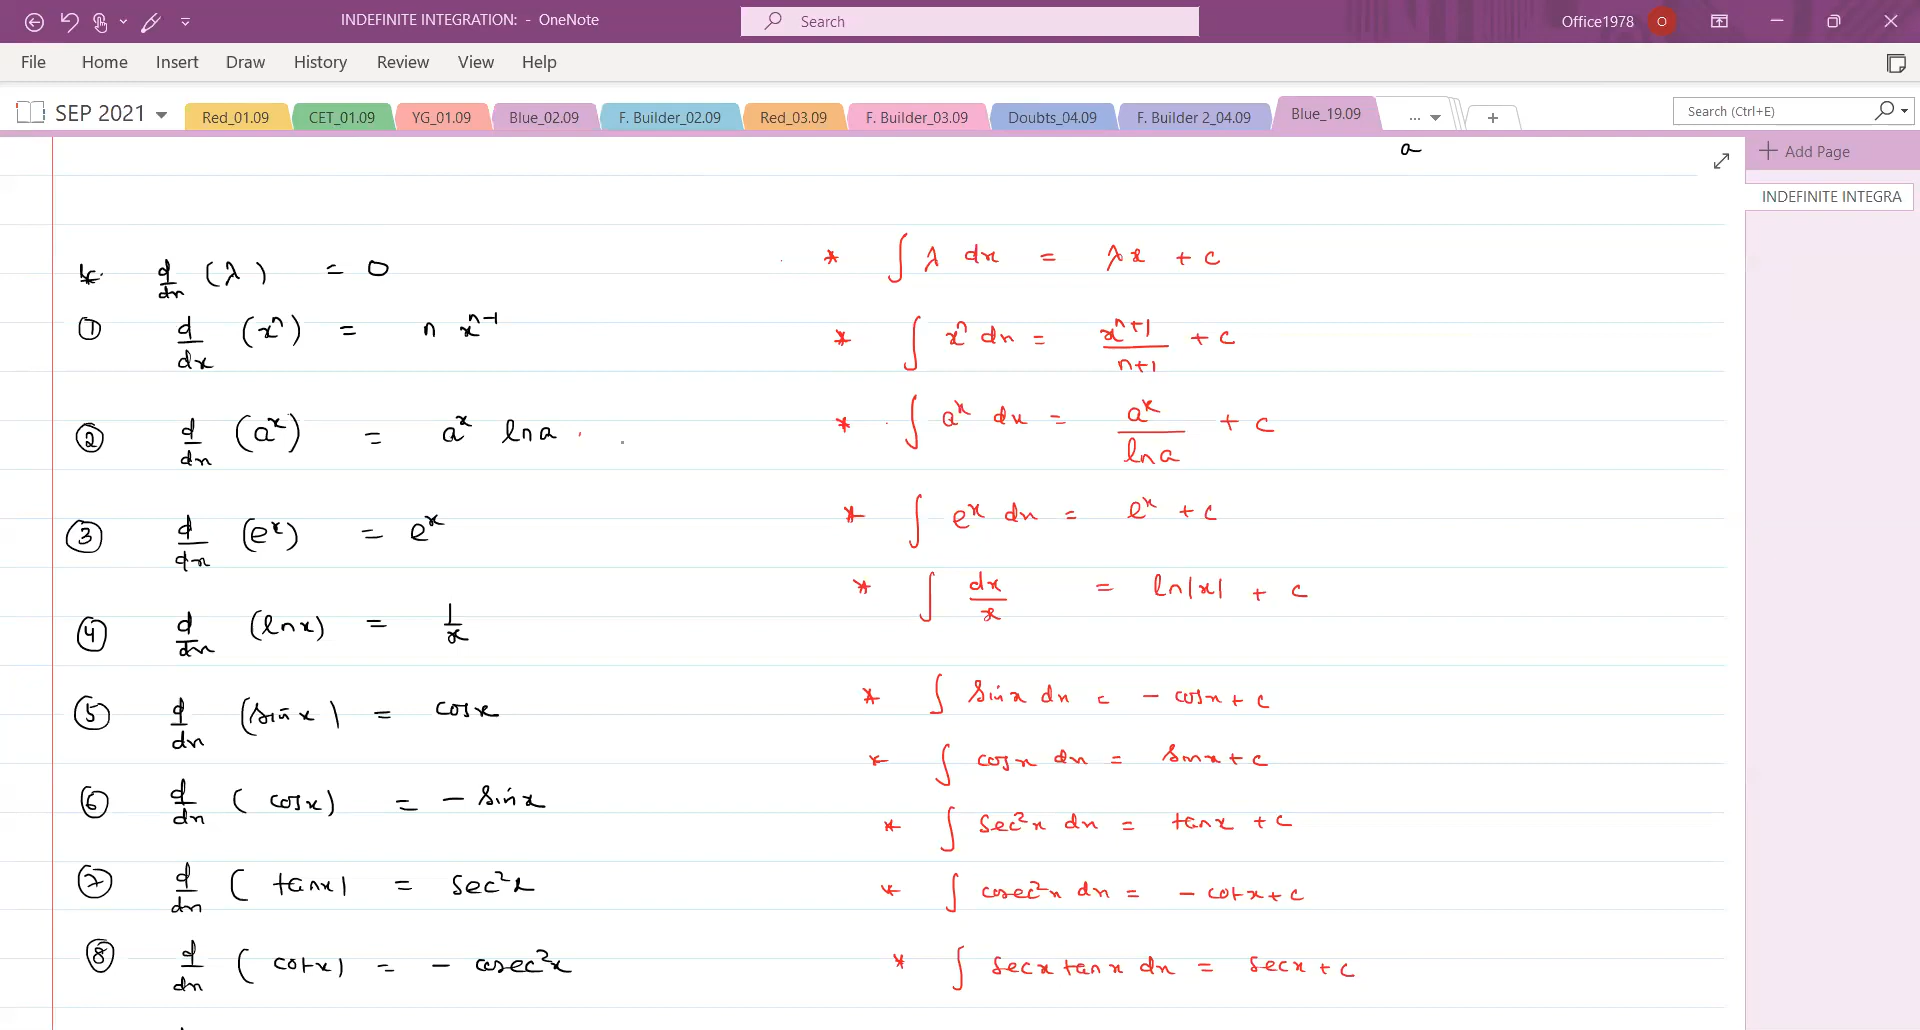 INDEFINITE INTEGRATION: - OneNote
Search
Office1978
O
File Home Insert Draw History Review View Help
SEP 2021
Red_01.09 CET_01.09 YG_01.09 Blue_02.09 F. Builder_02.09 Red_03.09 F. Builder_03.09 Doubts_04.09 F. Builder 2_04.09 Blue_19.09 ... +
Search (Ctrl+E)
Add Page
INDEFINITE INTEGRA
a
d/dx (λ) = 0
① d/dx (xⁿ) = n xⁿ⁻¹
② d/dx (aˣ) = aˣ ln a
③ d/dx (eˣ) = eˣ
④ d/dx (ln x) = 1/x
⑤ d/dx (sin x) = cos x
⑥ d/dx (cos x) = - sin x
⑦ d/dx (tan x) = sec²x
⑧ d/dx (cot x) = - cosec²x
* ∫ λ dx = λx + c
* ∫ xⁿ dx = xⁿ⁺¹/n+1 + c
* ∫ aˣ dx = aˣ/ln a + c
* ∫ eˣ dx = eˣ + c
* ∫ dx/x = ln|x| + c
* ∫ sin x dx = - cos x + c
* ∫ cos x dx = sin x + c
* ∫ sec²x dx = tan x + c
* ∫ cosec²x dx = - cot x + c
* ∫ sec x tan x dx = sec x + c